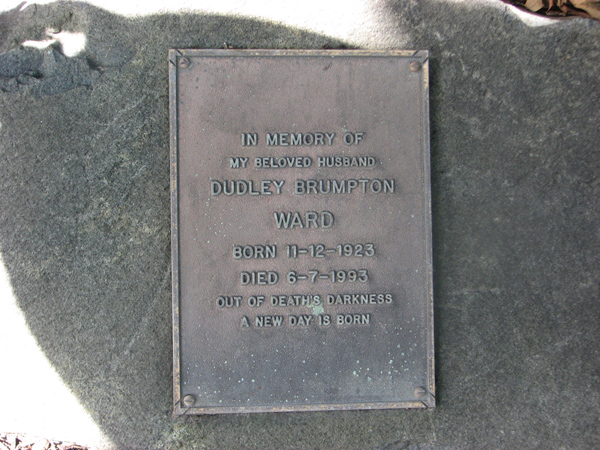 IN MEMORY OF
MY BELOVED HUSBAND
DUDLEY BRUMPTON
WARD
BORN 11-12-1923
DIED 6-7-1993
OUT OF DEATH'S DARKNESS
A NEW DAY IS BORN